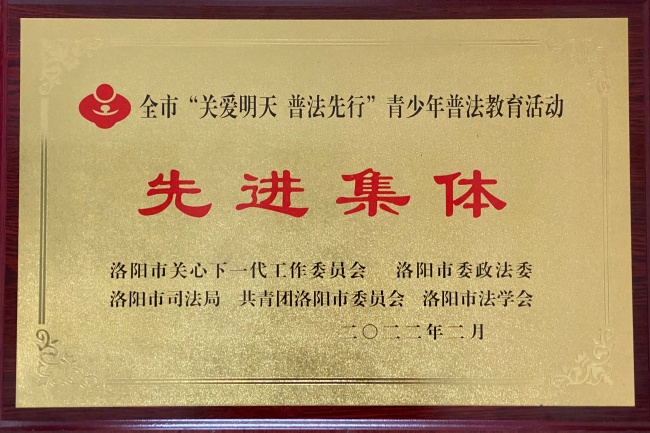 全市“关爱明天 普法先行”青少年普法教育活动
先进集体
洛阳市关心下一代工作委员会 洛阳市委政法委
洛阳市司法局 共青团洛阳市委员会 洛阳市法学会
二〇二二年二月